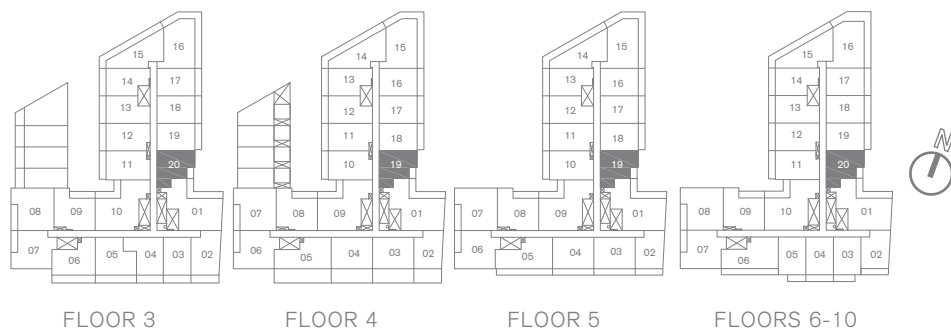 15 16
14 17
13 18
12 19
11 20
08 09 10 01
07 06 05 04 03 02
FLOOR 3
14 15
13 16
12 17
11 18
10 19
07 08 09 01
06 05 04 03 02
FLOOR 4
14 15
13 16
12 17
11 18
10 19
07 08 09 01
06 05 04 03 02
FLOOR 5
15 16
14 17
13 18
12 19
11 20
08 09 10 01
07 06 05 04 03 02
FLOORS 6-10
N